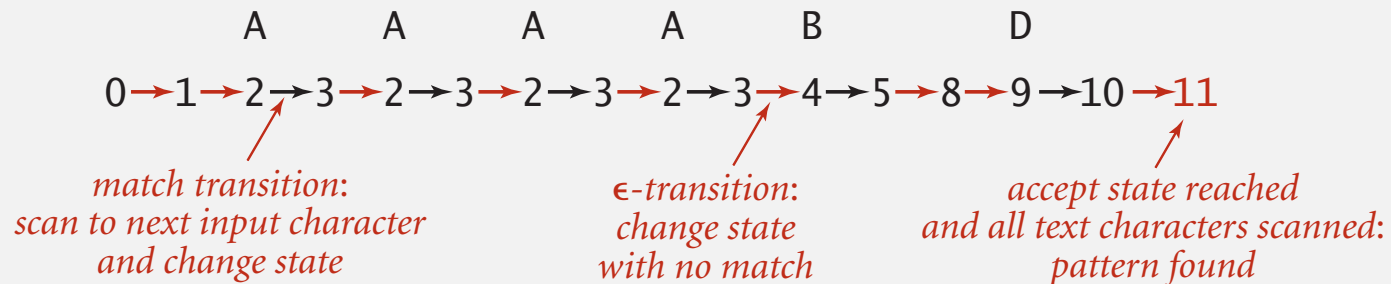 A A A A B D
0 1 2 3 2 3 2 3 2 3 4 5 8 9 10 11
match transition:
scan to next input character
and change state
ϵ-transition:
change state
with no match
accept state reached
and all text characters scanned:
pattern found